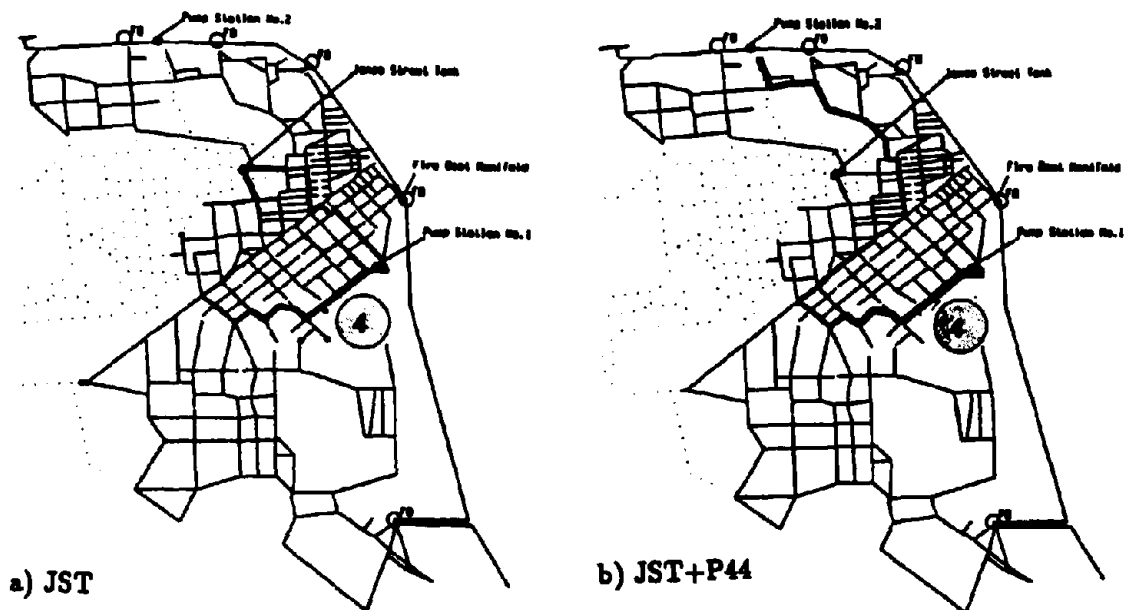 Pump Station No.2
FB
FB
FB
Jones Street Tank
Fire Boat Manifold
FB
Pump Station No.1
4
FB
a) JST
Pump Station No.2
FB
FB
FB
Jones Street Tank
Fire Boat Manifold
FB
Pump Station No.1
4
FB
b) JST+P44